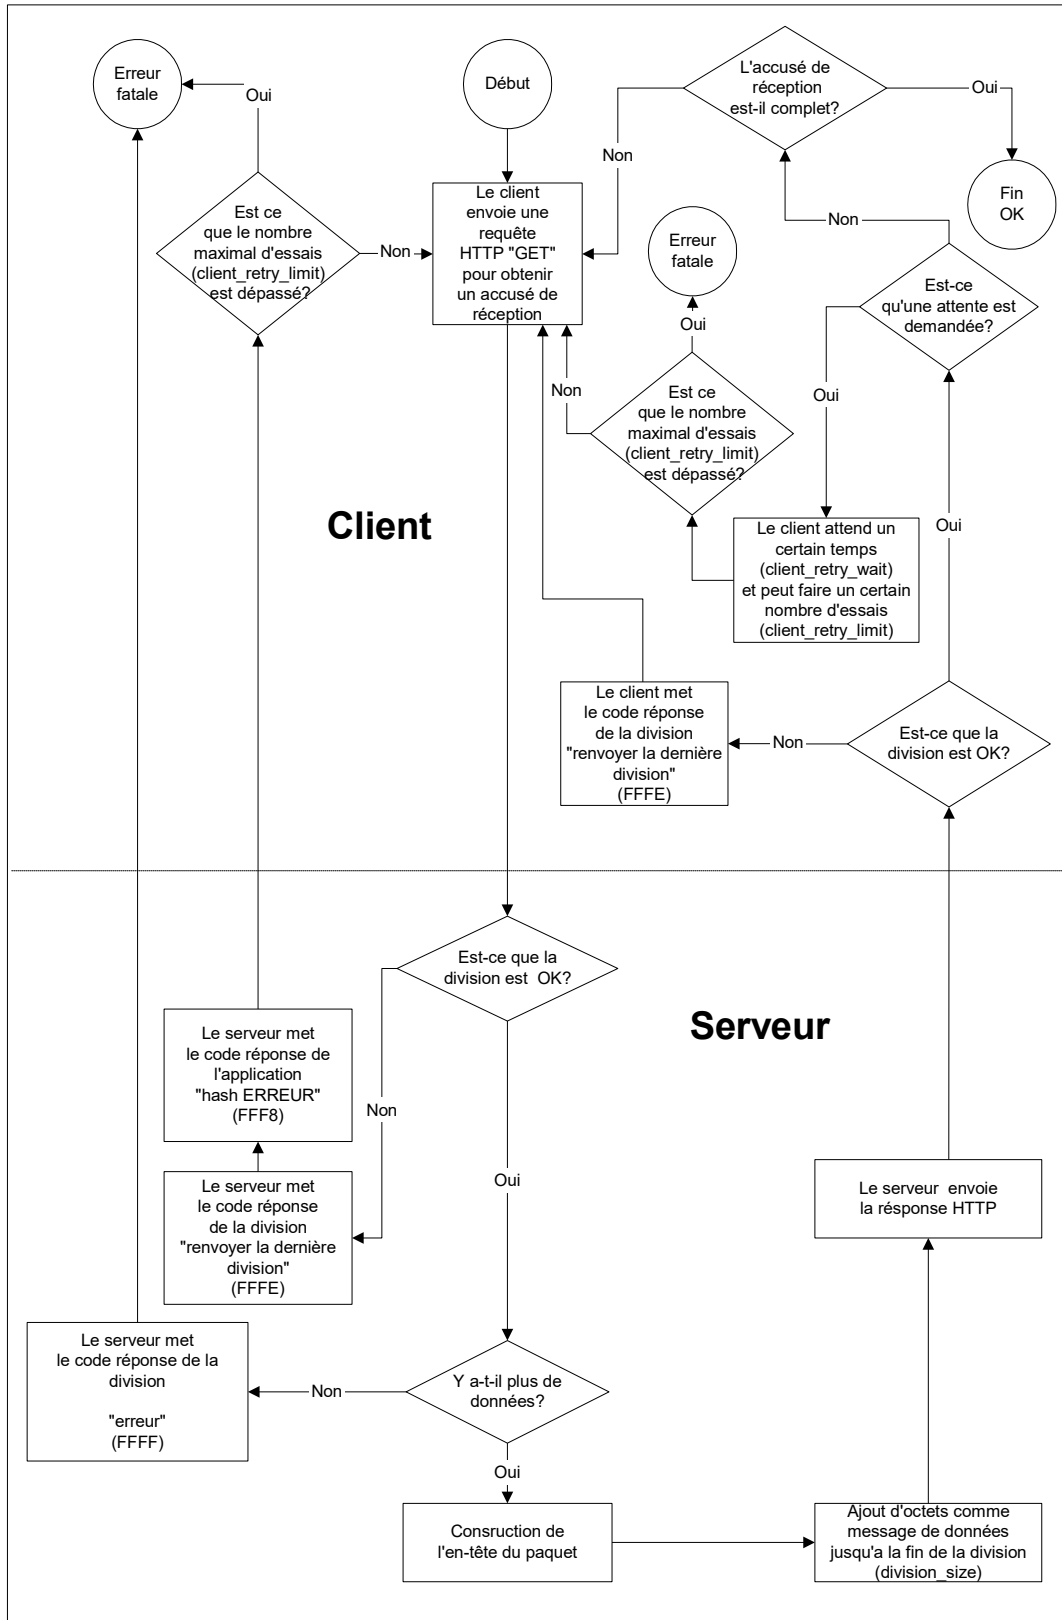 Erreur
fatale
Oui
Début
L'accusé de
réception
est-il complet?
Oui
Non
Fin
OK
Est ce
que le nombre
maximal d'essais
(client_retry_limit)
est dépassé?
Non
Le client
envoie une
requête
HTTP "GET"
pour obtenir
un accusé de
réception
Erreur
fatale
Non
Est-ce
qu'une attente est
demandée?
Oui
Non
Est ce
que le nombre
maximal d'essais
(client_retry_limit)
est dépassé?
Oui
Client
Le client attend un
certain temps
(client_retry_wait)
et peut faire un certain
nombre d'essais
(client_retry_limit)
Oui
Le client met
le code réponse
de la division
"renvoyer la dernière
division"
(FFFE)
Non
Est-ce que la
division est OK?
Est-ce que la
division est  OK?
Serveur
Le serveur met
le code réponse de
l'application
"hash ERREUR"
(FFF8)
Non
Oui
Le serveur met
le code réponse
de la division
"renvoyer la dernière
division"
(FFFE)
Le serveur  envoie
la résponse HTTP
Le serveur met
le code réponse de la
division
"erreur"
(FFFF)
Non
Y a-t-il plus de
données?
Oui
Consruction de
l'en-tête du paquet
Ajout d'octets comme
message de données
jusqu'a la fin de la division
(division_size)